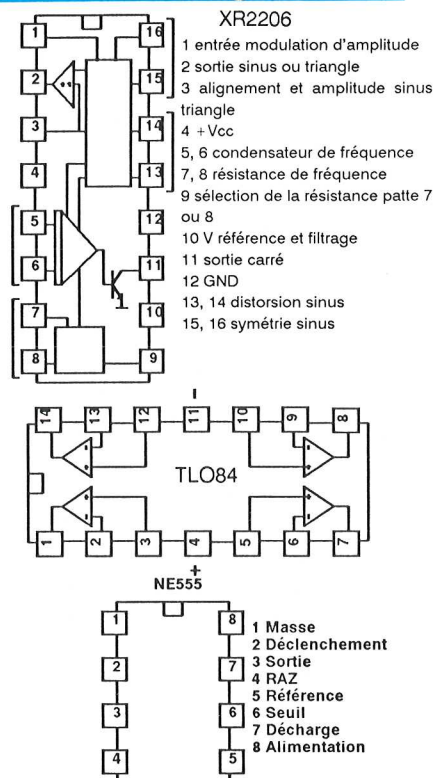 XR2206
1 16
2 15
3 14
4 13
5 12
6 11
7 10
8 9
1 entrée modulation d'amplitude
2 sortie sinus ou triangle
3 alignement et amplitude sinus
triangle
4 +Vcc
5, 6 condensateur de fréquence
7, 8 résistance de fréquence
9 sélection de la résistance patte 7
ou 8
10 V référence et filtrage
11 sortie carré
12 GND
13, 14 distorsion sinus
15, 16 symétrie sinus
-
14 13 12 11 10 9 8
- + + -
TLO84
+ - + -
1 2 3 4 5 6 7
+
NE555
1 8
2 7
3 6
4 5
1 Masse
2 Déclenchement
3 Sortie
4 RAZ
5 Référence
6 Seuil
7 Décharge
8 Alimentation